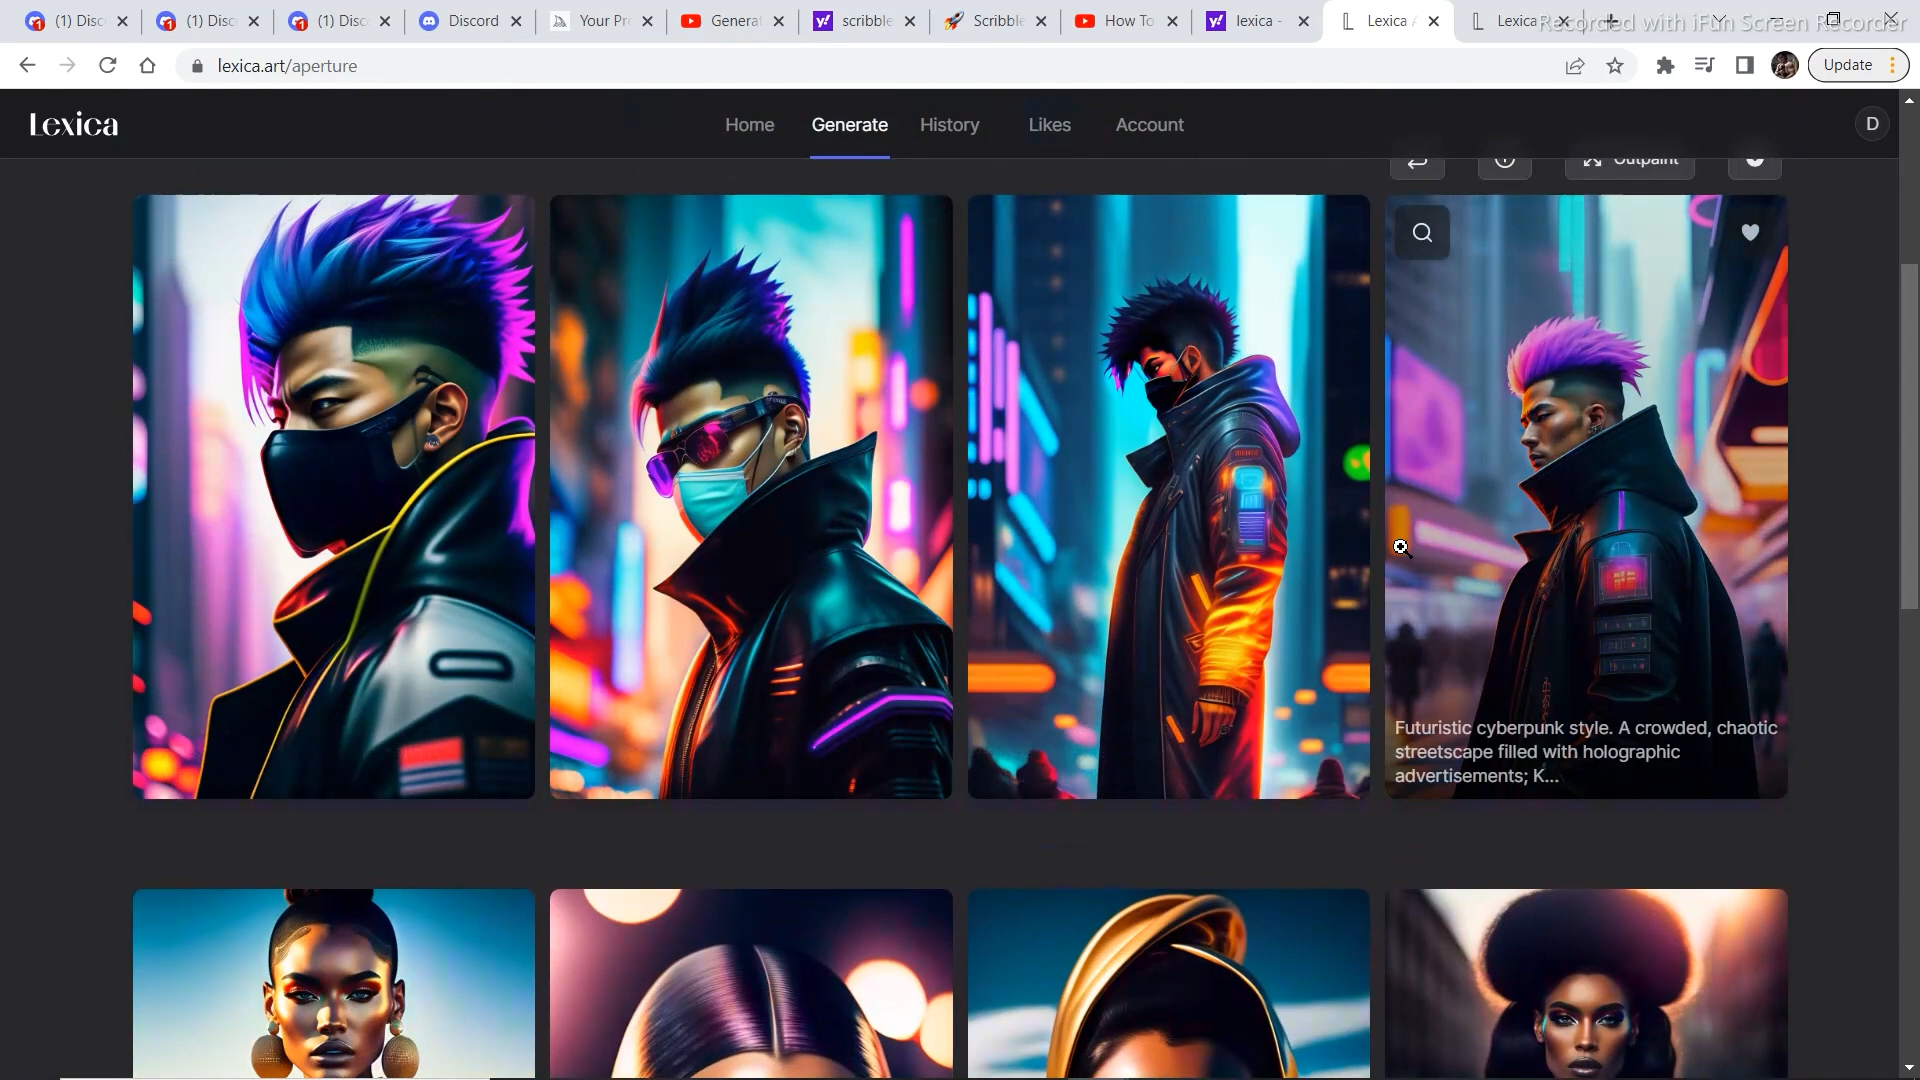 (1) Disc
(1) Disc
(1) Disc
Discord
Your Pr
Generat
scribble
Scribble
How To
lexica -
Lexica A
Lexica
Recorded with iFun Screen Recorder
lexica.art/aperture
Update
Lexica
Home
Generate
History
Likes
Account
D
Outpaint
Futuristic cyberpunk style. A crowded, chaotic
streetscape filled with holographic
advertisements; K...